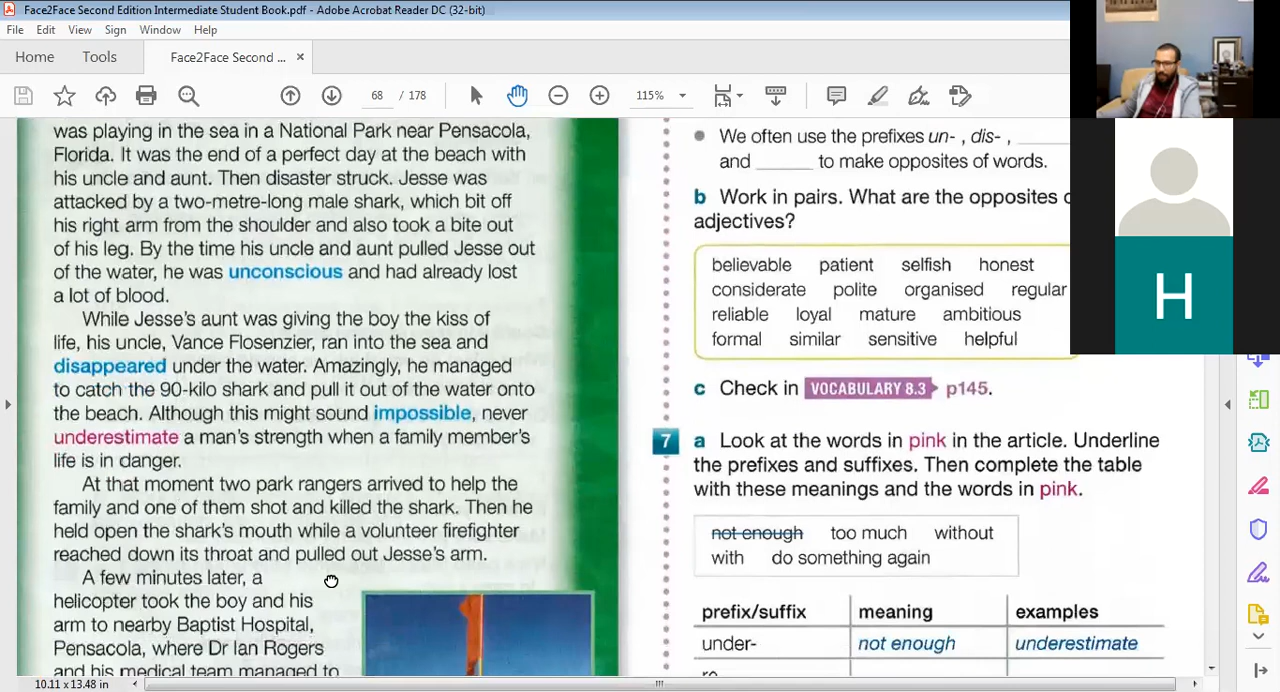 Face2Face Second Edition Intermediate Student Book.pdf - Adobe Acrobat Reader DC (32-bit)
File Edit View Sign Window Help
Home Tools Face2Face Second ... ×
68 / 178 115%
was playing in the sea in a National Park near Pensacola,
Florida. It was the end of a perfect day at the beach with
his uncle and aunt. Then disaster struck. Jesse was
attacked by a two-metre-long male shark, which bit off
his right arm from the shoulder and also took a bite out
of his leg. By the time his uncle and aunt pulled Jesse out
of the water, he was unconscious and had already lost
a lot of blood.
While Jesse's aunt was giving the boy the kiss of
life, his uncle, Vance Flosenzier, ran into the sea and
disappeared under the water. Amazingly, he managed
to catch the 90-kilo shark and pull it out of the water onto
the beach. Although this might sound impossible, never
underestimate a man's strength when a family member's
life is in danger.
At that moment two park rangers arrived to help the
family and one of them shot and killed the shark. Then he
held open the shark's mouth while a volunteer firefighter
reached down its throat and pulled out Jesse's arm.
A few minutes later, a
helicopter took the boy and his
arm to nearby Baptist Hospital,
Pensacola, where Dr Ian Rogers
and his medical team managed to
● We often use the prefixes un- , dis- , ______
and ______ to make opposites of words.
b Work in pairs. What are the opposites
adjectives?
believable patient selfish honest
considerate polite organised regular
reliable loyal mature ambitious
formal similar sensitive helpful
c Check in VOCABULARY 8.3 p145.
7 a Look at the words in pink in the article. Underline
the prefixes and suffixes. Then complete the table
with these meanings and the words in pink.
not enough too much without
with do something again
prefix/suffix meaning examples
under- not enough underestimate
re
H
10.11 x 13.48 in